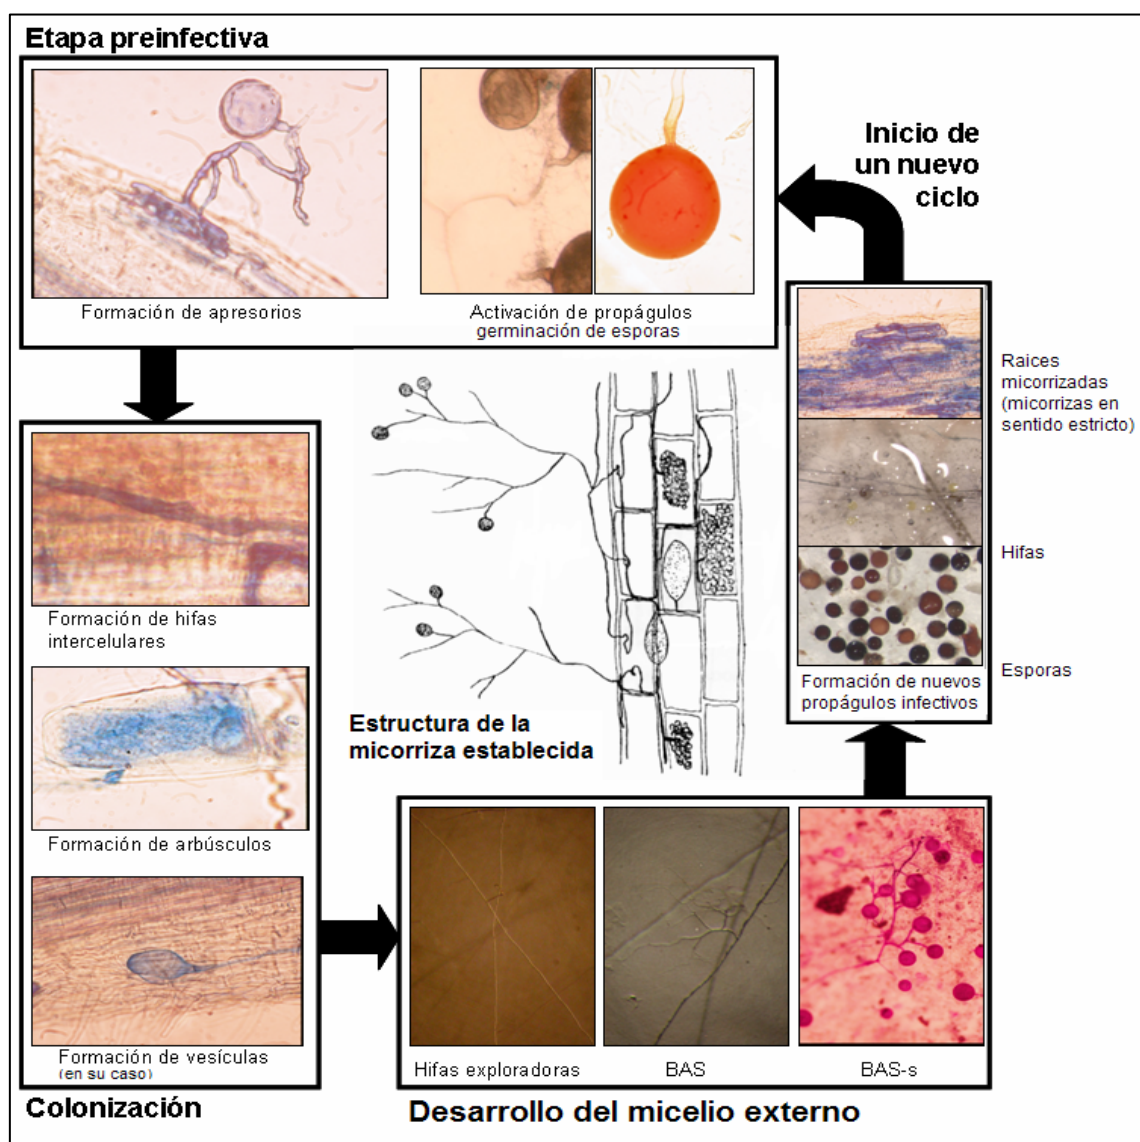 Etapa preinfectiva
Formación de apresorios
Activación de propágulos
germinación de esporas
Inicio de
un nuevo
ciclo
Raices
micorrizadas
(micorrizas en
sentido estricto)
Hifas
Esporas
Formación de nuevos
propágulos infectivos
Formación de hifas
intercelulares
Formación de arbúsculos
Formación de vesículas
(en su caso)
Colonización
Estructura de la
micorriza establecida
Hifas exploradoras
BAS
BAS-s
Desarrollo del micelio externo